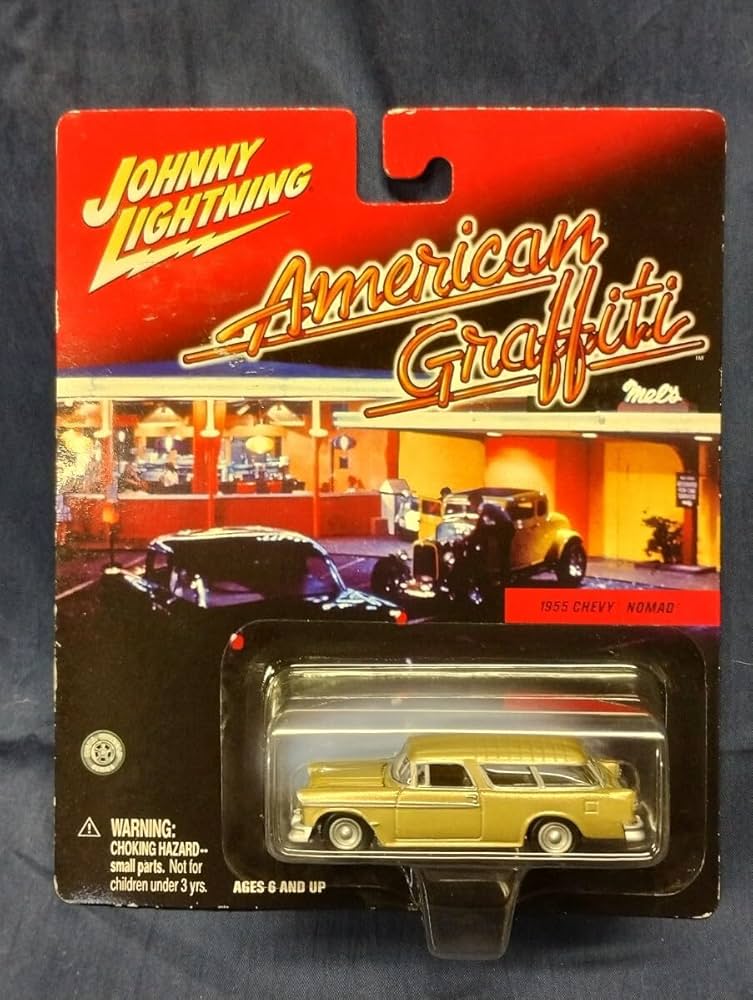 JOHNNY
LIGHTNING
American
Graffiti™
Mel's
1955 CHEVY NOMAD
WARNING:
CHOKING HAZARD--
small parts. Not for
children under 3 yrs.
AGES 6 AND UP